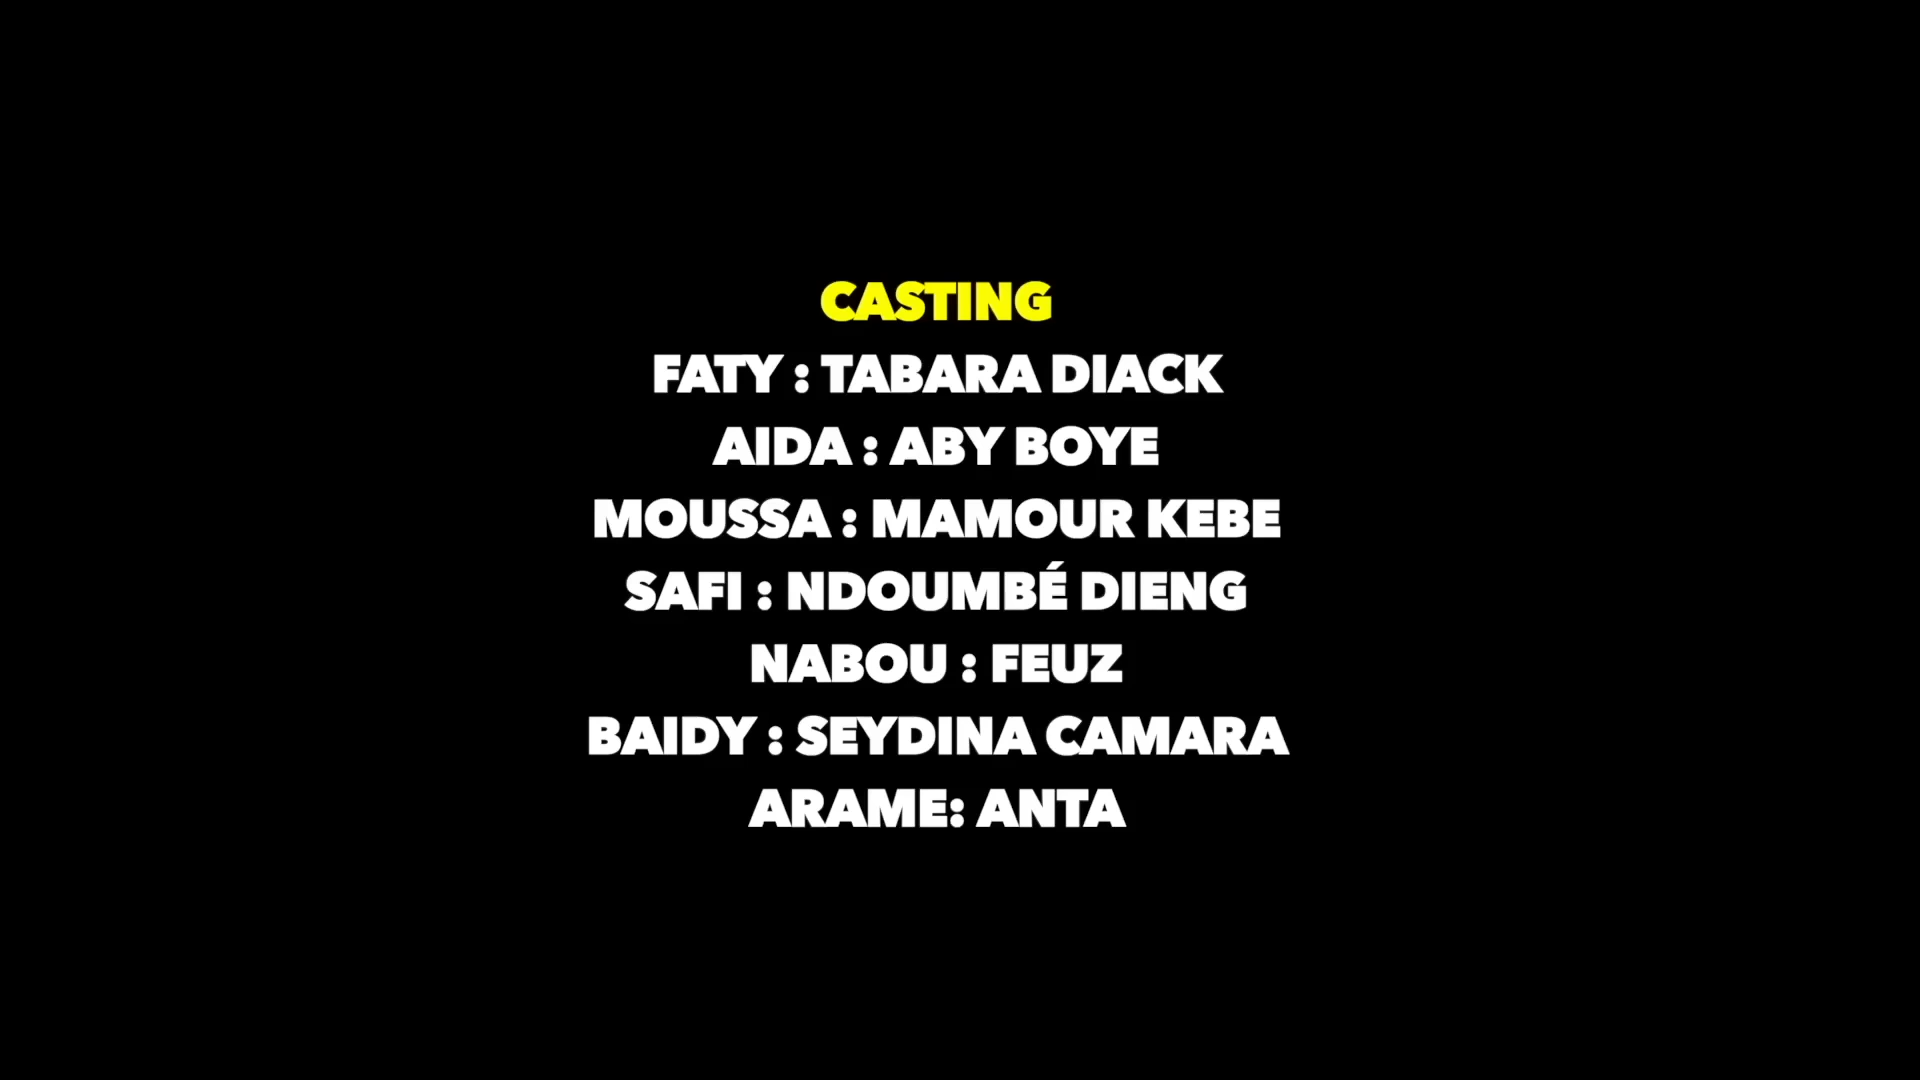 CASTING
FATY : TABARA DIACK
AIDA : ABY BOYE
MOUSSA : MAMOUR KEBE
SAFI : NDOUMBÉ DIENG
NABOU : FEUZ
BAIDY : SEYDINA CAMARA
ARAME: ANTA